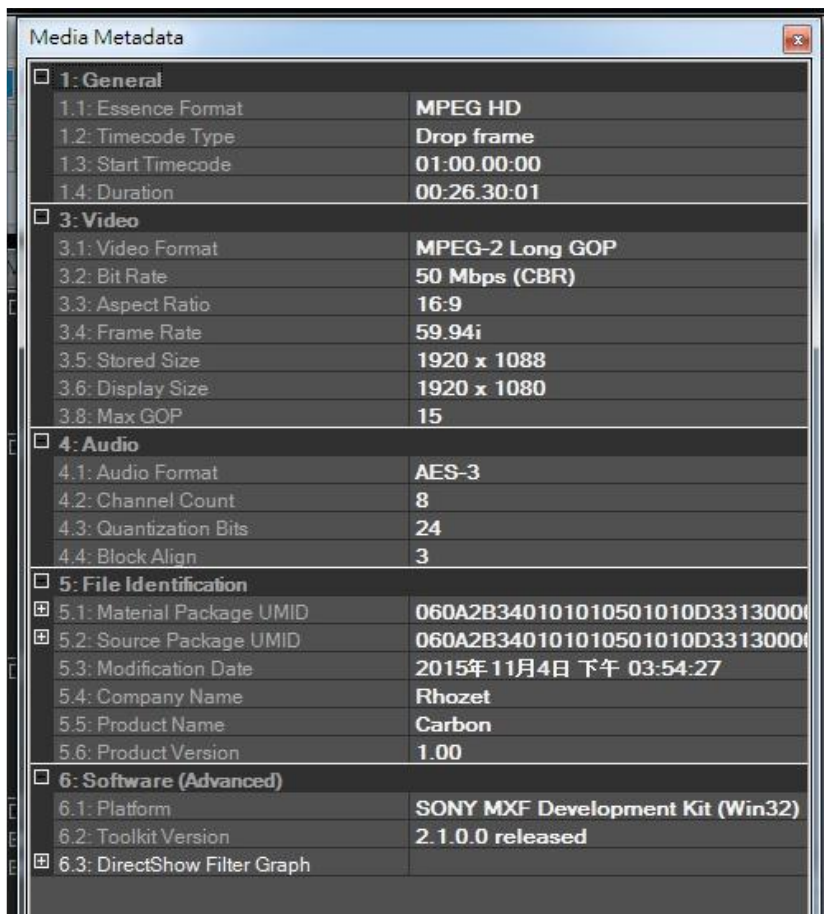 Media Metadata
1: General
1.1: Essence Format MPEG HD
1.2: Timecode Type Drop frame
1.3: Start Timecode 01:00.00:00
1.4: Duration 00:26.30:01
3: Video
3.1: Video Format MPEG-2 Long GOP
3.2: Bit Rate 50 Mbps (CBR)
3.3: Aspect Ratio 16:9
3.4: Frame Rate 59.94i
3.5: Stored Size 1920 x 1088
3.6: Display Size 1920 x 1080
3.8: Max GOP 15
4: Audio
4.1: Audio Format AES-3
4.2: Channel Count 8
4.3: Quantization Bits 24
4.4: Block Align 3
5: File Identification
5.1: Material Package UMID 060A2B340101010501010D33130000
5.2: Source Package UMID 060A2B340101010501010D33130000
5.3: Modification Date 2015年11月4日 下午 03:54:27
5.4: Company Name Rhozet
5.5: Product Name Carbon
5.6: Product Version 1.00
6: Software (Advanced)
6.1: Platform SONY MXF Development Kit (Win32)
6.2: Toolkit Version 2.1.0.0 released
6.3: DirectShow Filter Graph